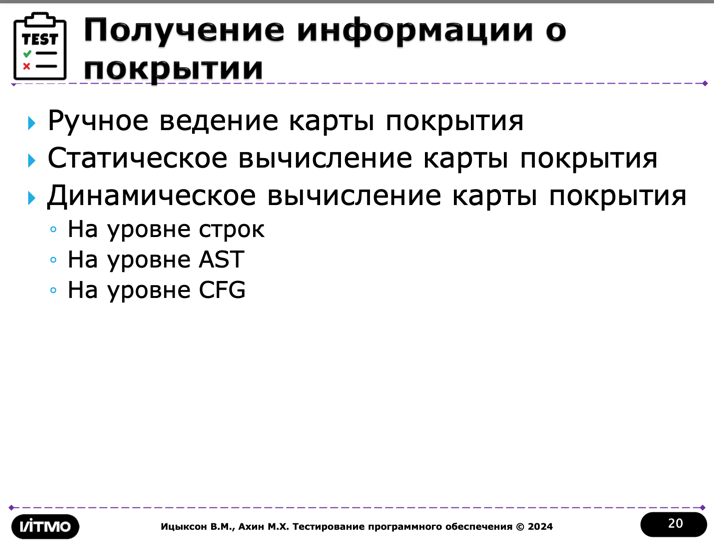 TEST
Получение информации о
покрытии
Ручное ведение карты покрытия
Статическое вычисление карты покрытия
Динамическое вычисление карты покрытия
На уровне строк
На уровне AST
На уровне CFG
ViTMO
Ицыксон В.М., Ахин М.Х. Тестирование программного обеспечения © 2024
20